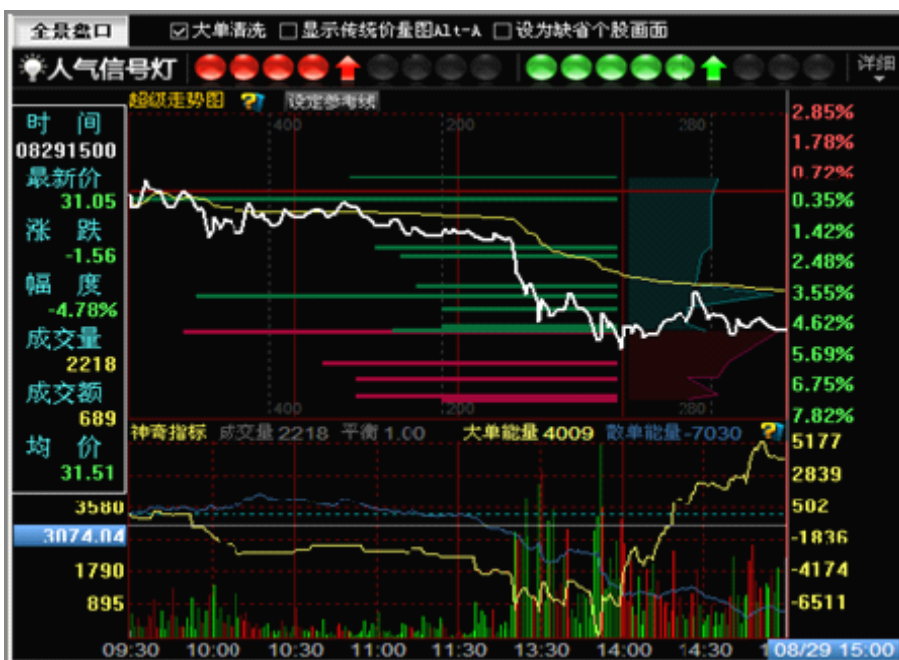 全景盘口 大单清洗 显示传统价量图Alt-A 设为缺省个股画面
人气信号灯 详细
超级走势图 ? 设定参考线
时 间
08291500
最新价
31.05
涨 跌
-1.56
幅 度
-4.78%
成交量
2218
成交额
689
均 价
31.51
400 200 280
2.85%
1.78%
0.72%
0.35%
1.42%
2.48%
3.55%
4.62%
5.69%
6.75%
7.82%
400 200 280
神奇指标 成交量 2218 平衡 1.00 大单能量 4009 散单能量 -7030 ?
5177
2839
502
-1836
-4174
-6511
3580
3074.04
1790
895
09:30 10:00 10:30 11:00 11:30 13:30 14:00 14:30 1 08/29 15:00